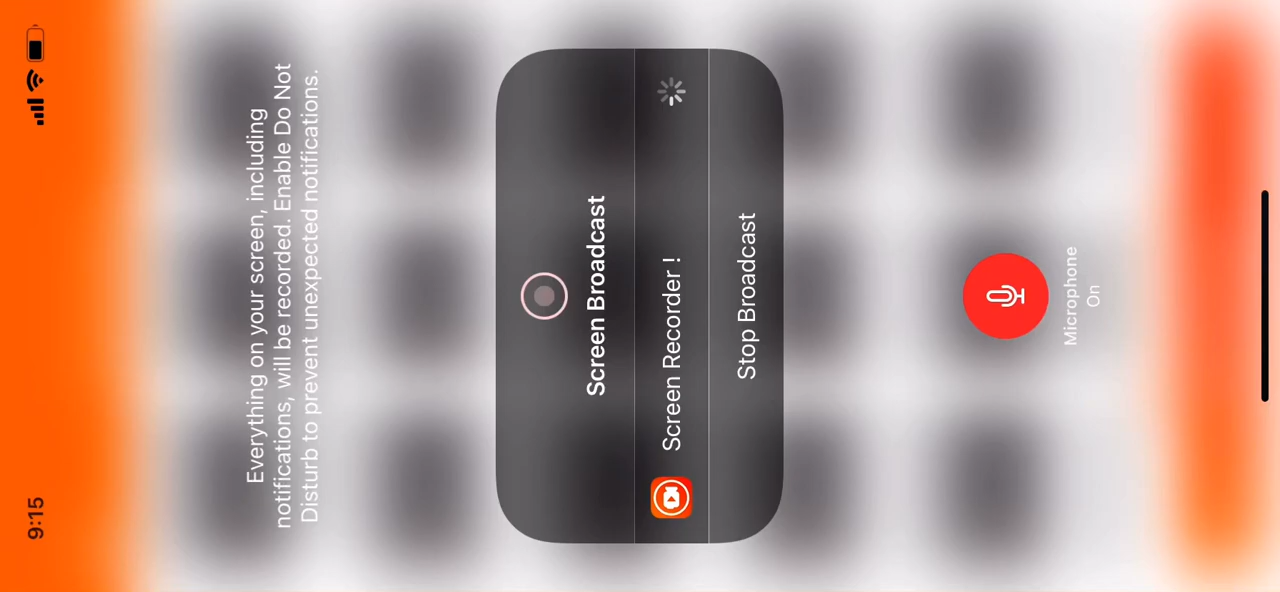 9:15
Everything on your screen, including
notifications, will be recorded. Enable Do Not
Disturb to prevent unexpected notifications.
Screen Broadcast
Screen Recorder !
Stop Broadcast
Microphone
On